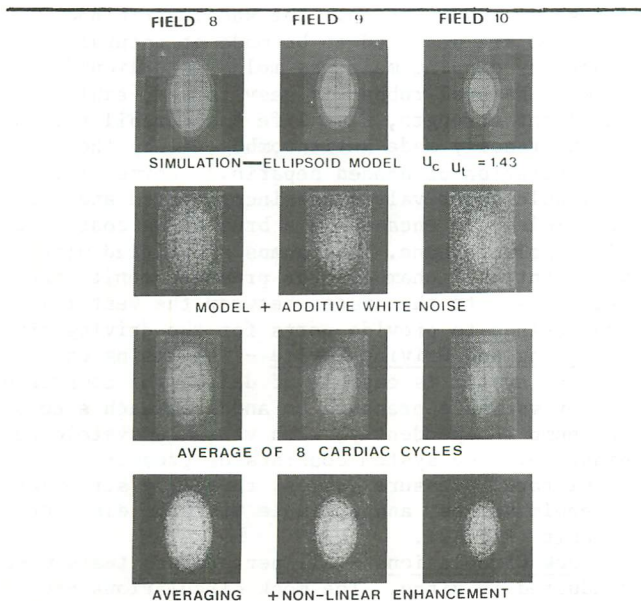 FIELD 8 FIELD 9 FIELD 10
SIMULATION—ELLIPSOID MODEL Uc Ut = 1.43
MODEL + ADDITIVE WHITE NOISE
AVERAGE OF 8 CARDIAC CYCLES
AVERAGING + NON-LINEAR ENHANCEMENT